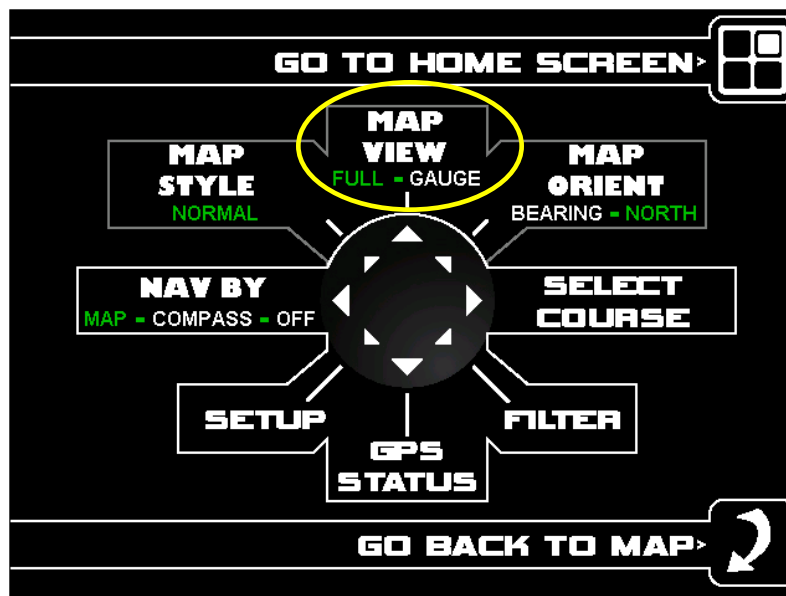 GO TO HOME SCREEN>
MAP
VIEW
FULL - GAUGE
MAP
STYLE
NORMAL
MAP
ORIENT
BEARING - NORTH
NAV BY
MAP - COMPASS - OFF
SELECT
COURSE
SETUP
FILTER
GPS
STATUS
GO BACK TO MAP>